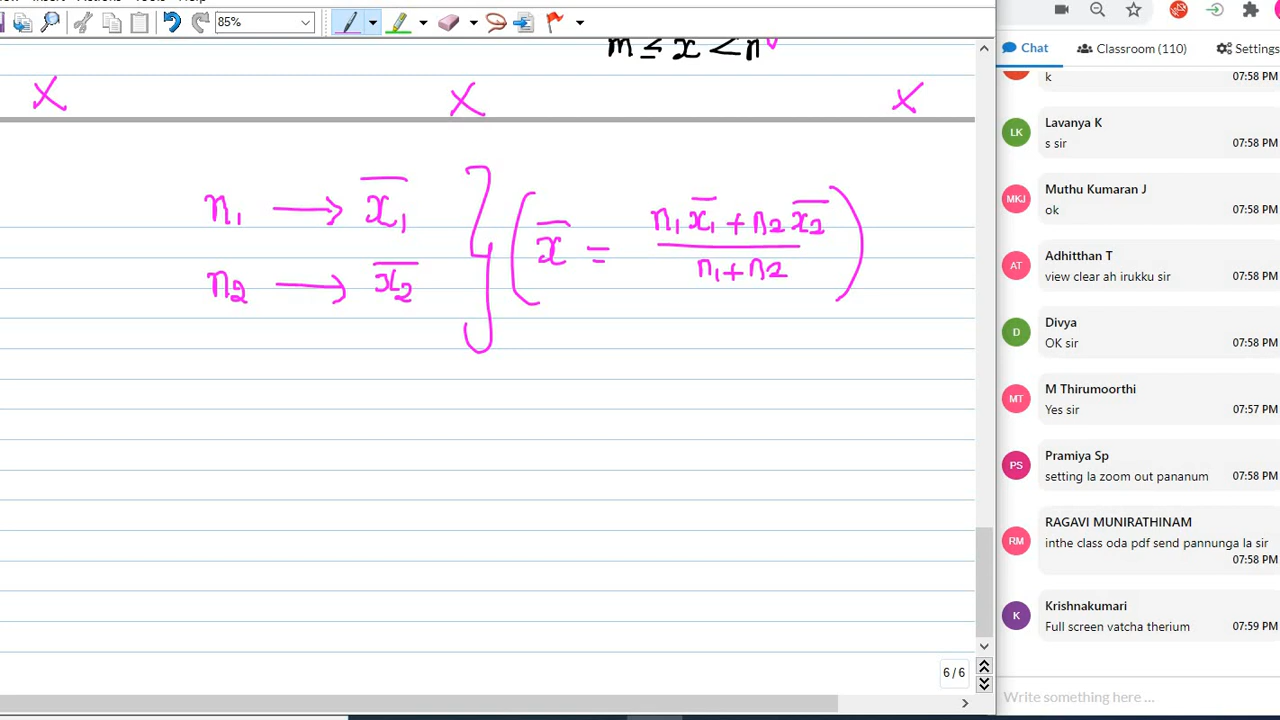 85%
m ≤ x < n
x x x
n₁ → x̄₁
n₂ → x̄₂
x̄ = (n₁x̄₁ + n₂x̄₂) / (n₁ + n₂)
6 / 6
Chat
Classroom (110)
Settings
k
07:58 PM
Lavanya K
s sir
07:58 PM
LK
Muthu Kumaran J
ok
07:58 PM
MKJ
Adhitthan T
view clear ah irukku sir
07:58 PM
AT
Divya
OK sir
07:58 PM
D
M Thirumoorthi
Yes sir
07:57 PM
MT
Pramiya Sp
setting la zoom out pananum
07:58 PM
PS
RAGAVI MUNIRATHINAM
inthe class oda pdf send pannunga la sir
07:58 PM
RM
Krishnakumari
Full screen vatcha therium
07:59 PM
K
Write something here ...